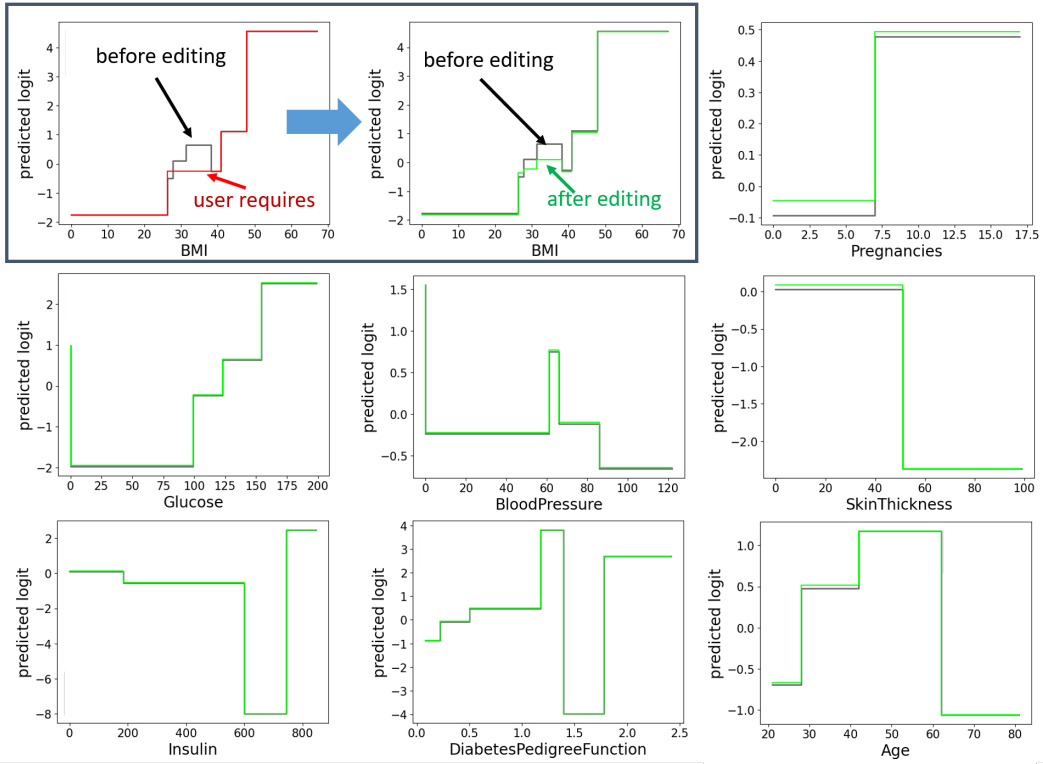 before editing
user requires
predicted logit
4
3
2
1
0
−1
−2
0 10 20 30 40 50 60 70
BMI
before editing
after editing
predicted logit
4
3
2
1
0
−1
−2
0 10 20 30 40 50 60 70
BMI
predicted logit
0.5
0.4
0.3
0.2
0.1
0.0
−0.1
0.0 2.5 5.0 7.5 10.0 12.5 15.0 17.5
Pregnancies
predicted logit
2
1
0
−1
−2
0 25 50 75 100 125 150 175 200
Glucose
predicted logit
1.5
1.0
0.5
0.0
−0.5
0 20 40 60 80 100 120
BloodPressure
predicted logit
0.0
−0.5
−1.0
−1.5
−2.0
0 20 40 60 80 100
SkinThickness
predicted logit
2
0
−2
−4
−6
−8
0 200 400 600 800
Insulin
predicted logit
4
3
2
1
0
−1
−2
−3
−4
0.0 0.5 1.0 1.5 2.0 2.5
DiabetesPedigreeFunction
predicted logit
1.0
0.5
0.0
−0.5
−1.0
20 30 40 50 60 70 80
Age